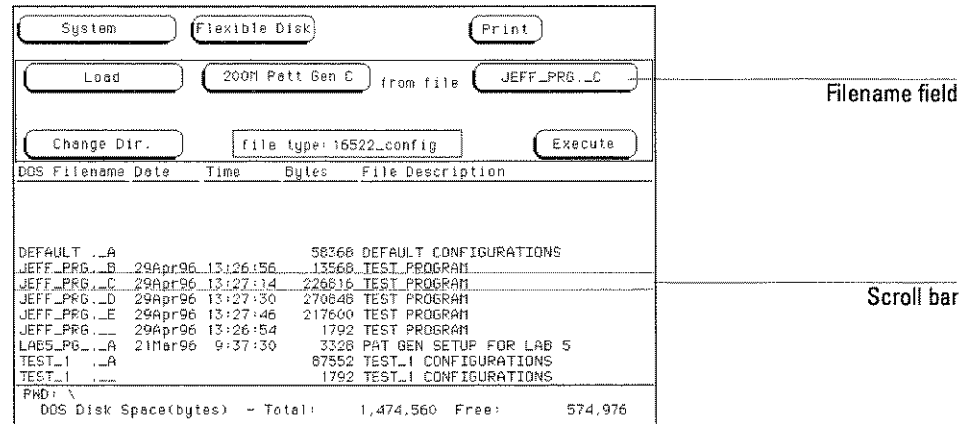 System Flexible Disk Print
Load 200M Patt Gen C from file JEFF_PRG._C
Filename field
Change Dir. file type: 16522_config Execute
DOS Filename Date Time Bytes File Description
DEFAULT ._A 58368 DEFAULT CONFIGURATIONS
JEFF_PRG._B 29Apr96 13:26:56 13568 TEST PROGRAM
JEFF_PRG._C 29Apr96 13:27:14 226816 TEST PROGRAM
Scroll bar
JEFF_PRG._D 29Apr96 13:27:30 270848 TEST PROGRAM
JEFF_PRG._E 29Apr96 13:27:46 217600 TEST PROGRAM
JEFF_PRG.__ 29Apr96 13:26:54 1792 TEST PROGRAM
LAB5_PG_._A 21Mar96 9:37:30 3328 PAT GEN SETUP FOR LAB 5
TEST_1 ._A 87552 TEST_1 CONFIGURATIONS
TEST_1 .__ 1792 TEST_1 CONFIGURATIONS
PWD: \
DOS Disk Space(bytes) - Total: 1,474,560 Free: 574,976